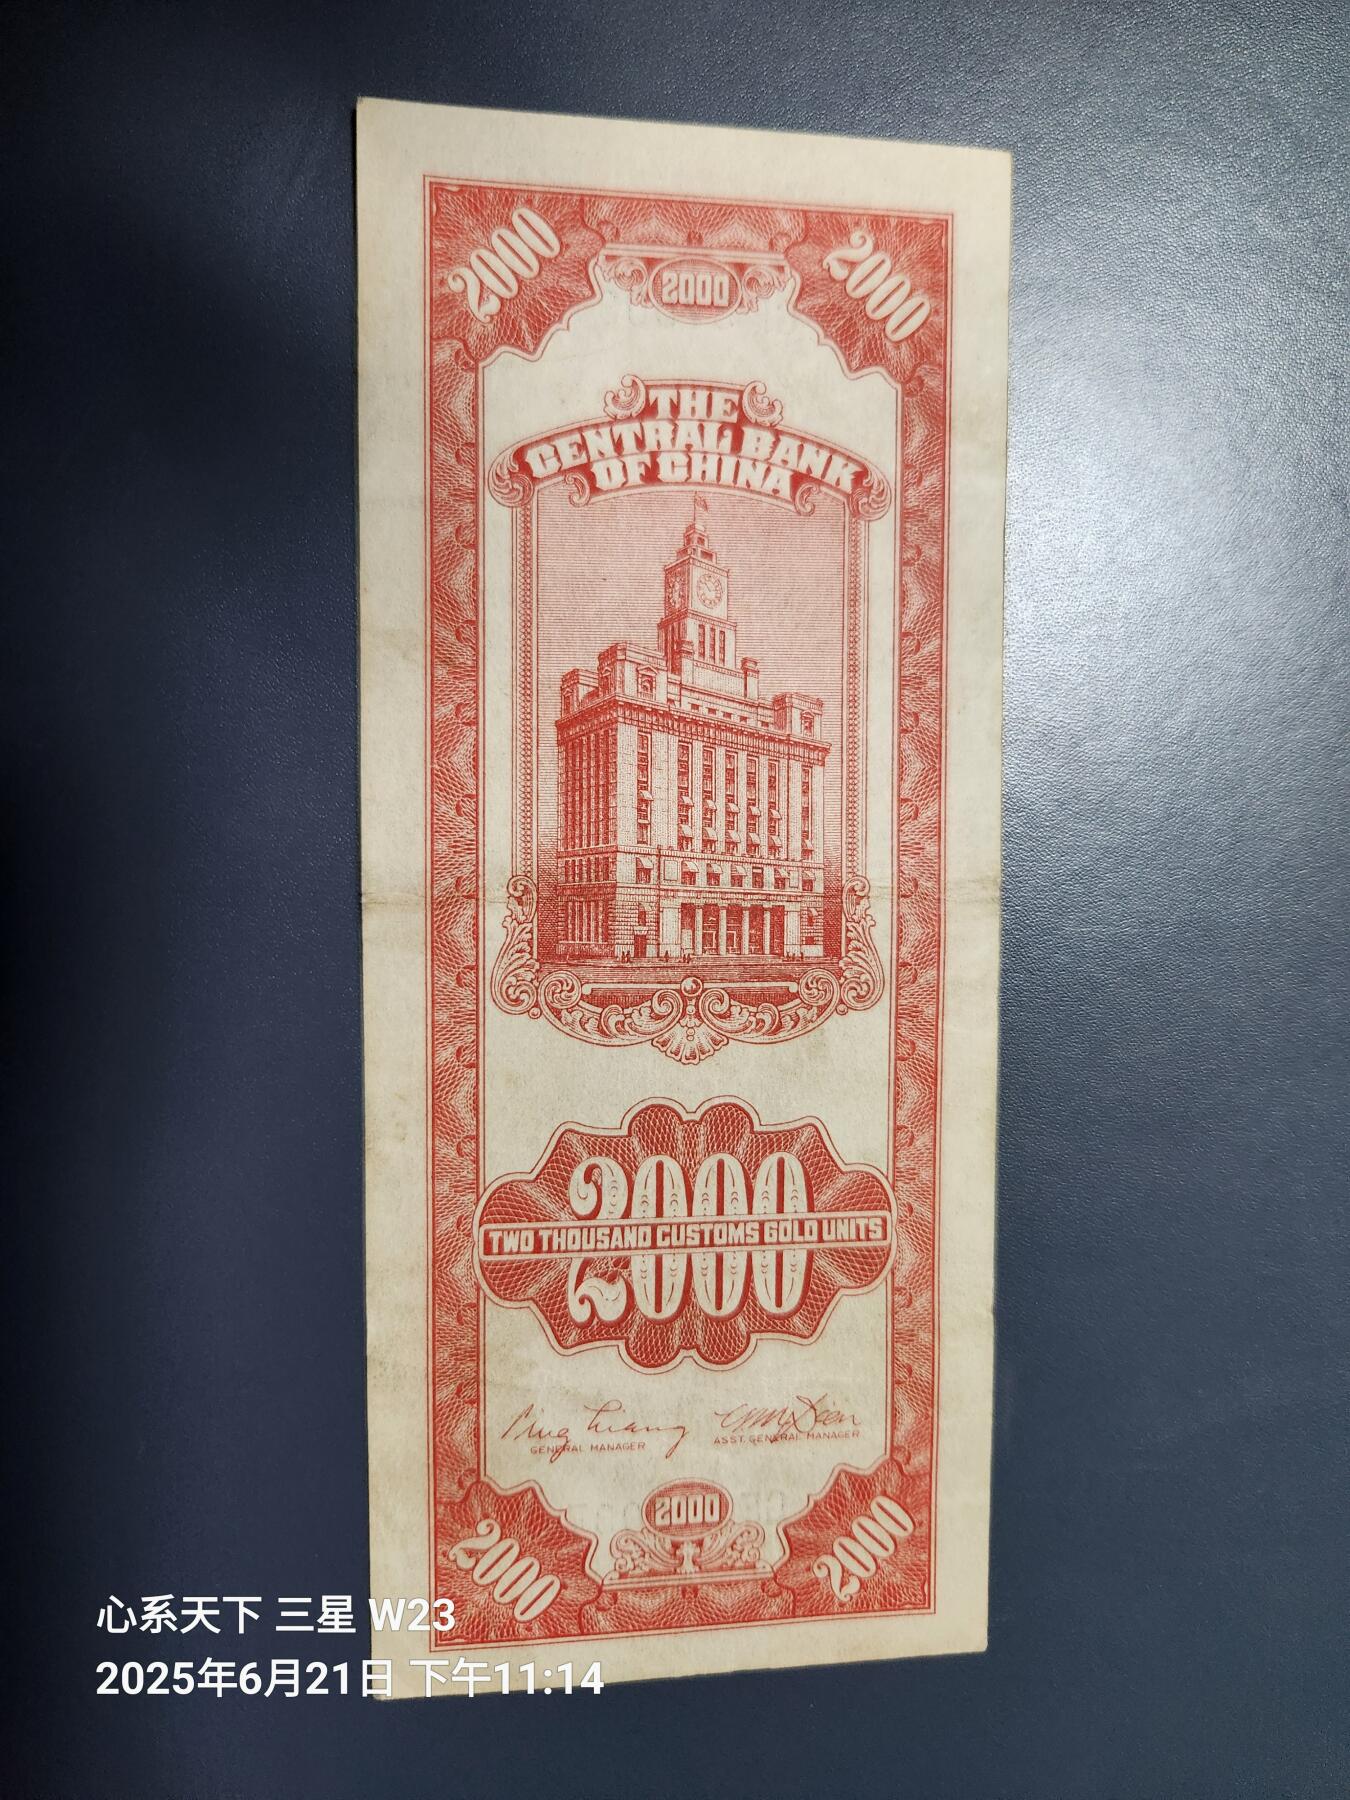 2000 2000
2000
THE
CENTRAL BANK
OF CHINA
2000
TWO THOUSAND CUSTOMS GOLD UNITS
GENERAL MANAGER
ASST. GENERAL MANAGER
2000
2000 2000
心系天下 三星 W23
2025年6月21日 下午11:14